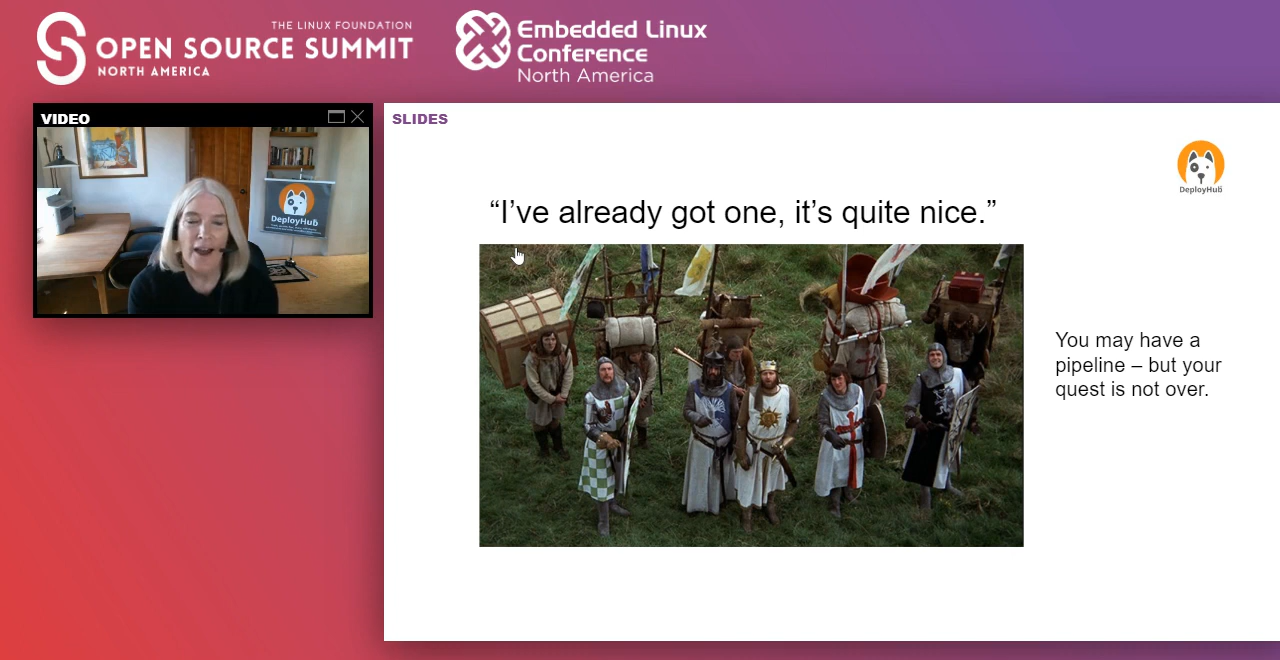 THE LINUX FOUNDATION
OPEN SOURCE SUMMIT
NORTH AMERICA
Embedded Linux
Conference
North America
VIDEO
DeployHub
SLIDES
DeployHub
“I’ve already got one, it’s quite nice.”
You may have a
pipeline – but your
quest is not over.